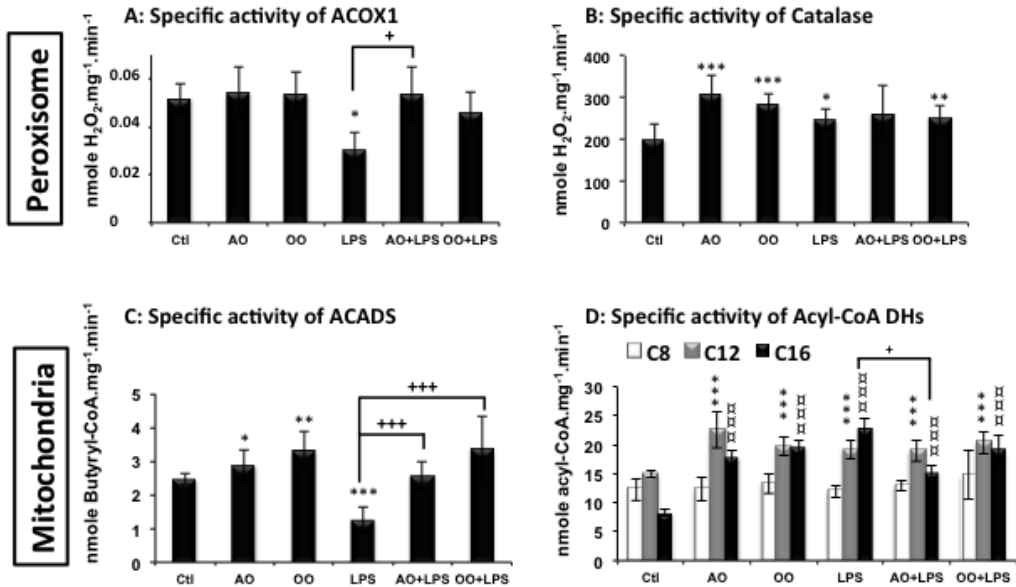 Peroxisome
A: Specific activity of ACOX1
nmole H₂O₂.mg⁻¹.min⁻¹
0.06
0.04
0.02
0
+
*
Ctl AO OO LPS AO+LPS OO+LPS
B: Specific activity of Catalase
nmole H₂O₂.mg⁻¹.min⁻¹
400
300
200
100
0
*** *** * **
Ctl AO OO LPS AO+LPS OO+LPS
Mitochondria
C: Specific activity of ACADS
nmole Butyryl-CoA.mg⁻¹.min⁻¹
5
4
3
2
1
0
+++
+++
* ** ***
Ctl AO OO LPS AO+LPS OO+LPS
D: Specific activity of Acyl-CoA DHs
C8 C12 C16
nmole acyl-CoA.mg⁻¹.min⁻¹
30
25
20
15
10
5
0
+
*** ¤¤¤ *** ¤¤¤ *** ¤¤¤ *** ¤¤¤ *** ¤¤¤
Ctl AO OO LPS AO+LPS OO+LPS